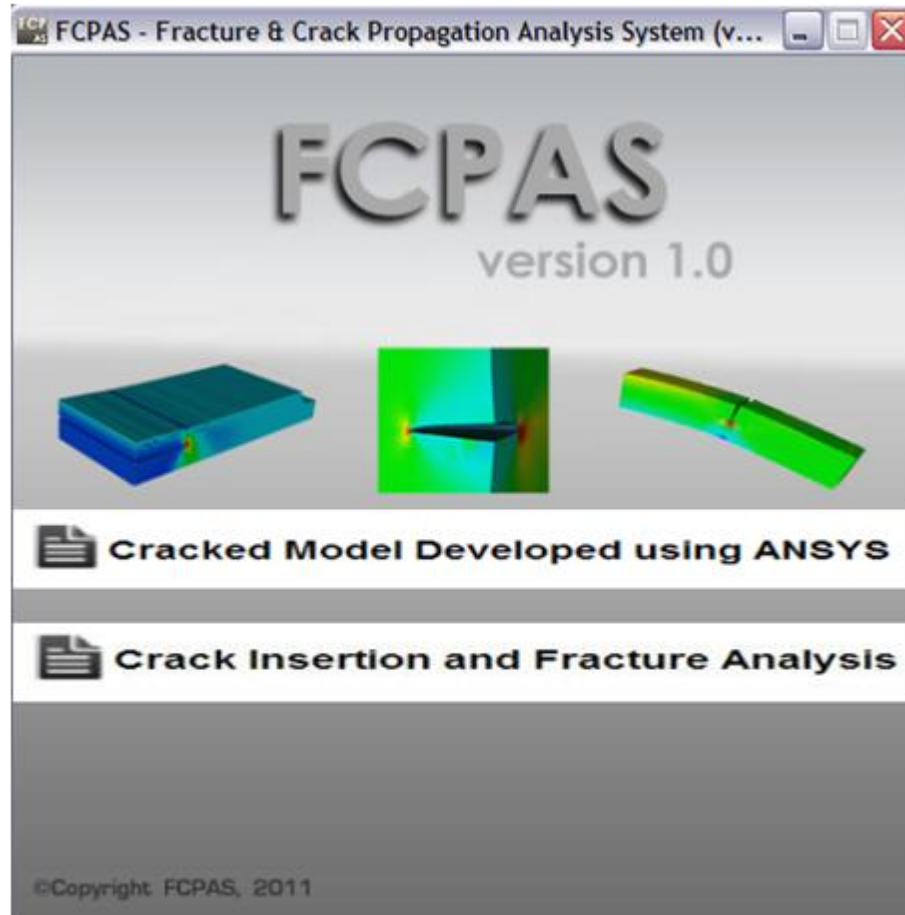 FCPAS - Fracture & Crack Propagation Analysis System (v...
FCPAS
version 1.0
Cracked Model Developed using ANSYS
Crack Insertion and Fracture Analysis
©Copyright FCPAS, 2011